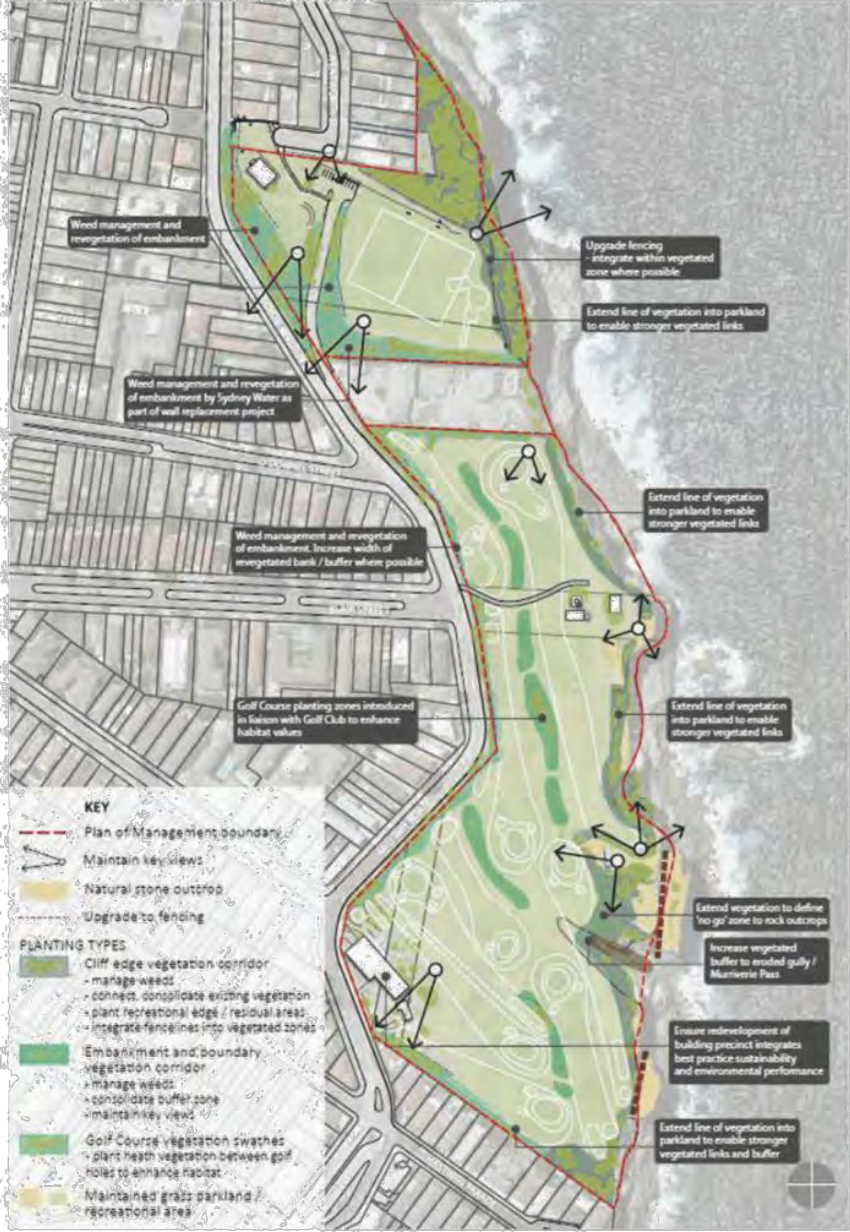 Weed management and
revegetation of embankment
Upgrade fencing
- integrate within vegetated
zone where possible
Extend line of vegetation into parkland
to enable stronger vegetated links
Weed management and revegetation
of embankment by Sydney Water as
part of wall replacement project
Extend line of vegetation
into parkland to enable
stronger vegetated links
Weed management and revegetation
of embankment. Increase width of
revegetated bank / buffer where possible
Golf Course planting zones introduced
in liaison with Golf Club to enhance
habitat values
Extend line of vegetation
into parkland to enable
stronger vegetated links
Extend vegetation to define
'no go' zone to rock outcrops
Increase vegetated
buffer to eroded gully /
Murriverie Pass
Ensure redevelopment of
building precinct integrates
best practice sustainability
and environmental performance
Extend line of vegetation into
parkland to enable stronger
vegetated links and buffer
KEY
Plan of Management boundary
Maintain key views
Natural stone outcrop
Upgrade to fencing
PLANTING TYPES
Cliff edge vegetation corridor
- manage weeds
- connect, consolidate existing vegetation
- plant recreational edge / residual areas
- integrate fencelines into vegetated zones
Embankment and boundary
vegetation corridor
- manage weeds
- consolidate buffer zone
- maintain key views
Golf Course vegetation swathes
- plant heath vegetation between golf
holes to enhance habitat
Maintained grass parkland /
recreational area